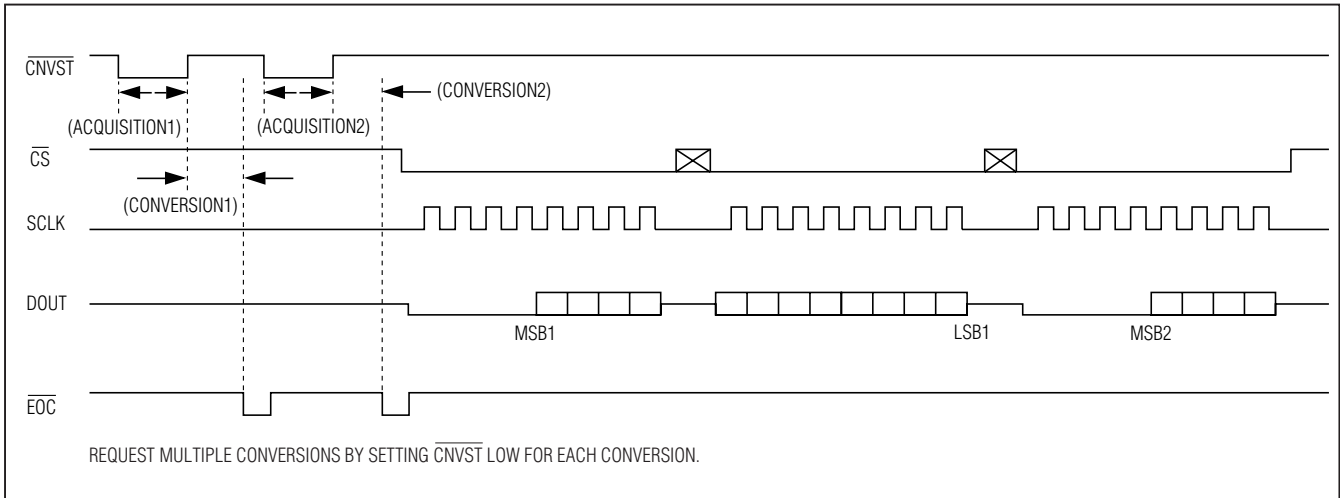 CNVST
(CONVERSION2)
(ACQUISITION1)
(ACQUISITION2)
CS
(CONVERSION1)
SCLK
DOUT
MSB1
LSB1
MSB2
EOC
REQUEST MULTIPLE CONVERSIONS BY SETTING CNVST LOW FOR EACH CONVERSION.